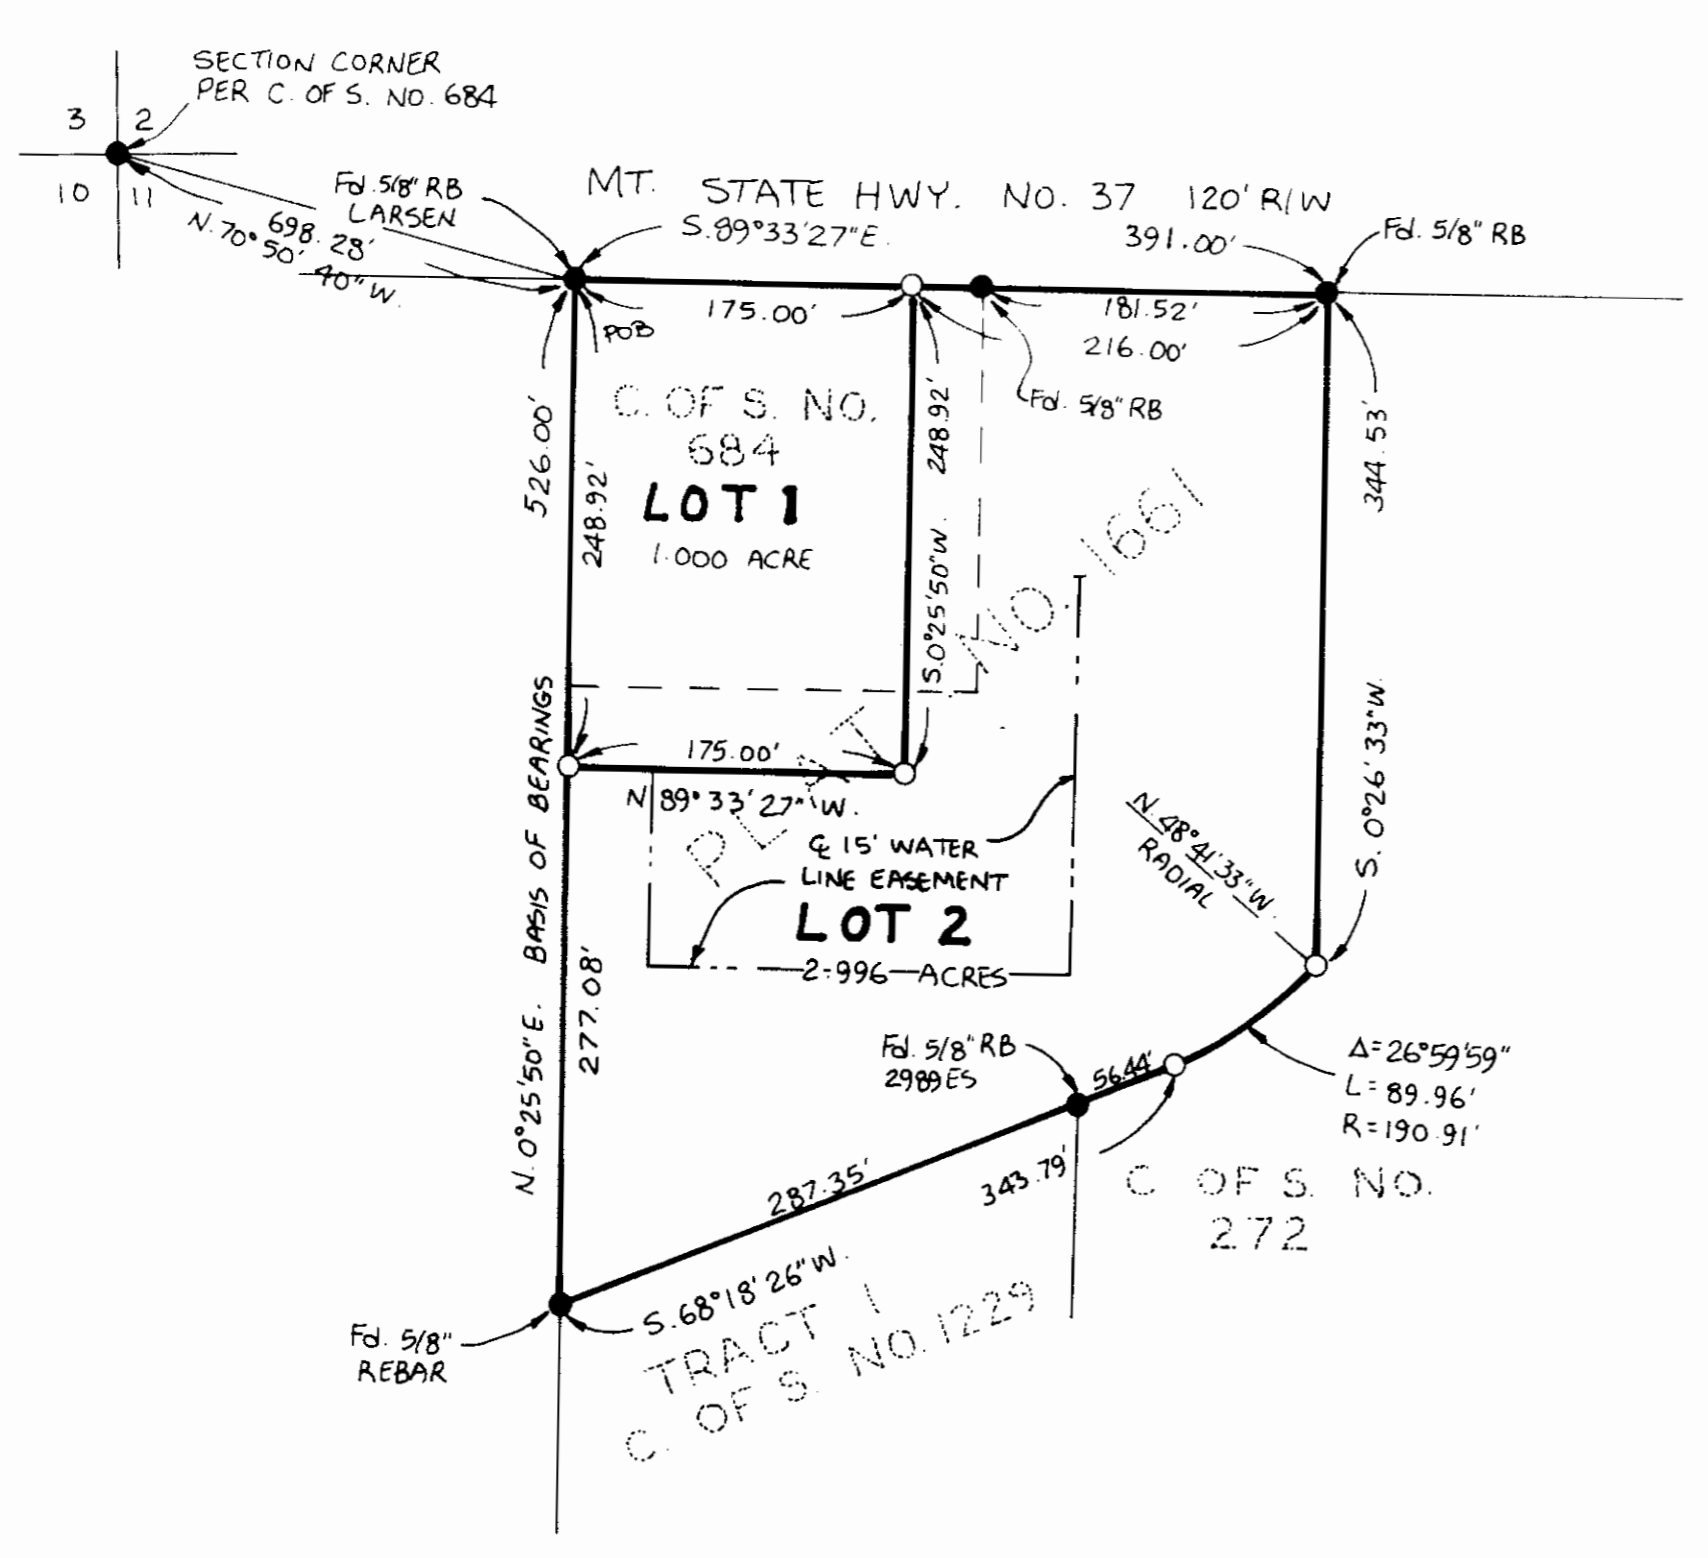 SECTION CORNER
PER C. OF S. NO. 684
3 2
10 11
N. 70° 50' 40" W.
698.28'
Fd. 5/8" RB
LARSEN
MT. STATE HWY. NO. 37 120' R/W
S. 89° 33' 27" E.
391.00'
Fd. 5/8" RB
POB
175.00'
181.52'
216.00'
Fd. 5/8" RB
526.00'
248.92'
C. OF S. NO.
684
LOT 1
1.000 ACRE
248.92'
S. 0° 25' 50" W.
344.53'
PLAT NO. 1661
175.00'
N 89° 33' 27" W.
N. 0° 25' 50" E. BASIS OF BEARINGS
277.08'
℄ 15' WATER
LINE EASEMENT
LOT 2
2.996 ACRES
N. 48° 41' 33" W.
RADIAL
S. 0° 26' 33" W.
Fd. 5/8" RB
2989ES
56.44'
Δ= 26° 59' 59"
L= 89.96'
R= 190.91'
287.35'
343.79'
C OF S. NO.
272
S. 68° 18' 26" W.
Fd. 5/8"
REBAR
TRACT 1
C. OF S. NO. 1229